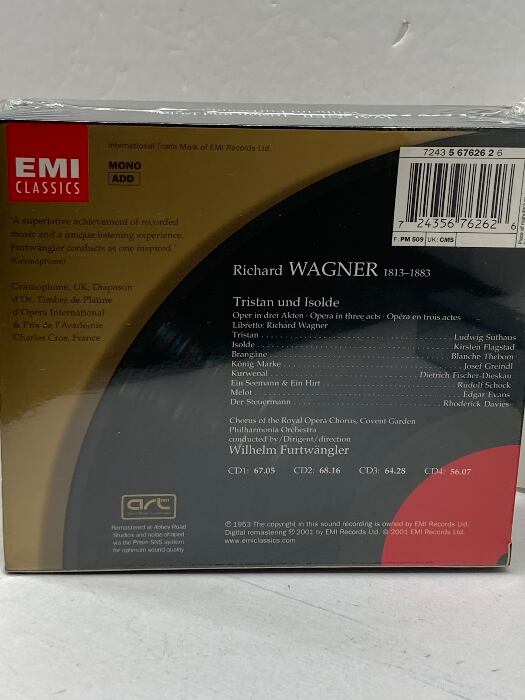 EMI
CLASSICS
International Trade Mark of EMI Records Ltd.
MONO
ADD
7243 5 67626 2 6
7 24356 76262 6
F: PM 509 UK: CMS
'A superlative achievement of recorded
music and a unique listening experience.
Furtwängler conducts as one inspired.'
(Gramophone)
Gramophone, UK, Diapason
d'Or, Timbre de Platine
d'Opéra International
& Prix de l'Académie
Charles Cros, France
Richard WAGNER 1813–1883
Tristan und Isolde
Oper in drei Akten · Opera in three acts · Opéra en trois actes
Libretto: Richard Wagner
Tristan Ludwig Suthaus
Isolde Kirsten Flagstad
Brangäne Blanche Thebom
König Marke Josef Greindl
Kurwenal Dietrich Fischer-Dieskau
Ein Seemann & Ein Hirt Rudolf Schock
Melot Edgar Evans
Der Steuermann Rhoderick Davies
Chorus of the Royal Opera Chorus, Covent Garden
Philharmonia Orchestra
conducted by/Dirigent/direction
Wilhelm Furtwängler
CD1: 67.05 CD2: 68.16 CD3: 64.28 CD4: 56.07
art
Remastered at Abbey Road
Studios and noise-shaped
via the Prism SNS system
for optimum sound quality
℗ 1953 The copyright in this sound recording is owned by EMI Records Ltd.
Digital remastering ℗ 2001 by EMI Records Ltd. © 2001 EMI Records Ltd.
www.emiclassics.com